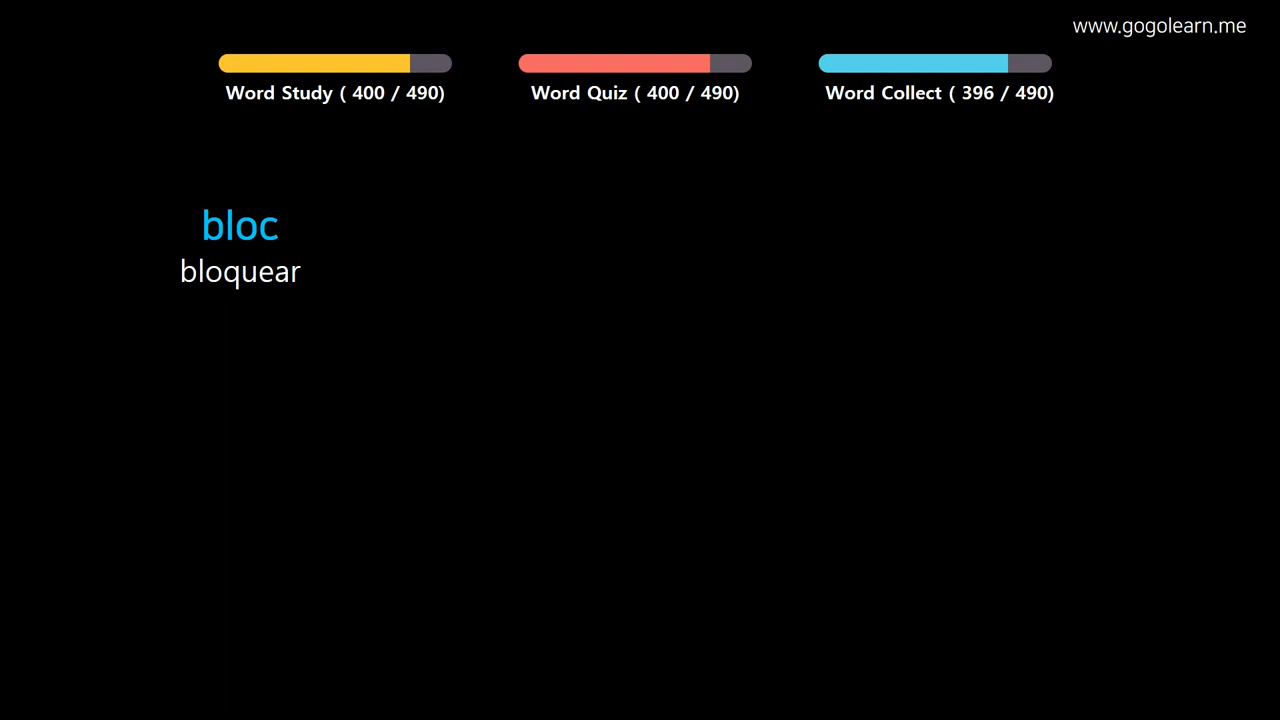 www.gogolearn.me
Word Study ( 400 / 490)
Word Quiz ( 400 / 490)
Word Collect ( 396 / 490)
bloc
bloquear